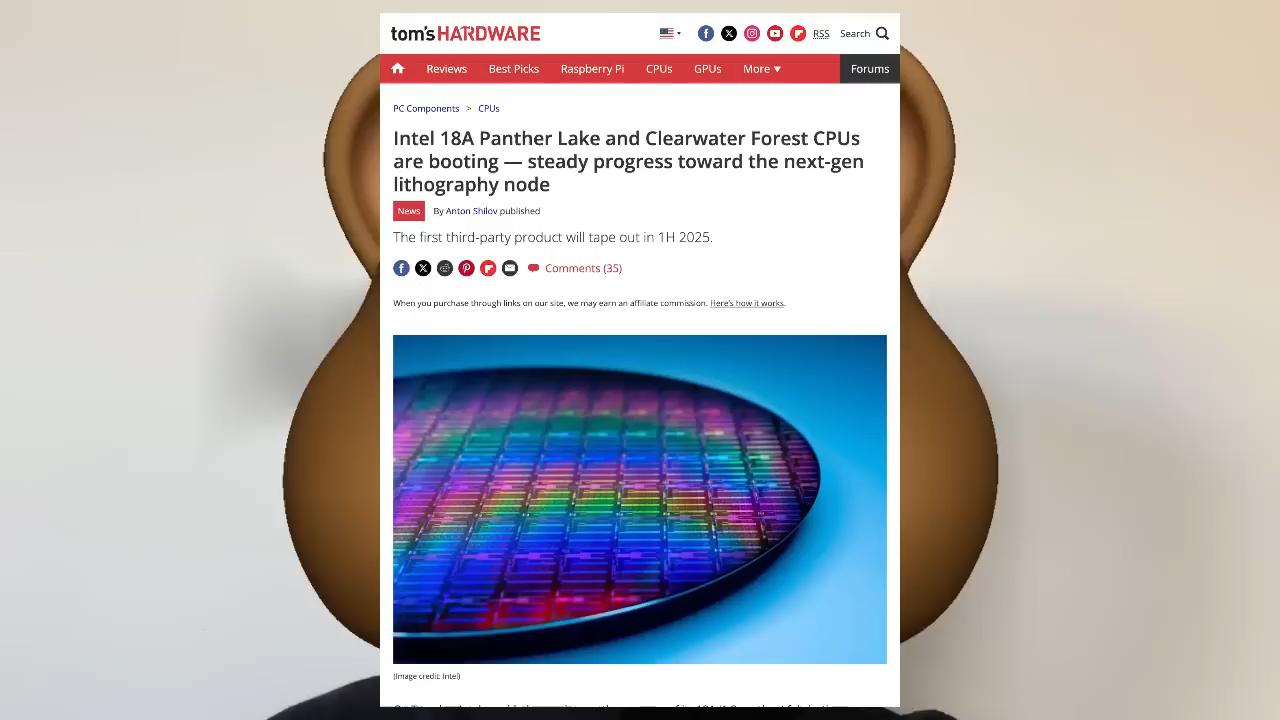 tom's HARDWARE
RSS
Search
Reviews
Best Picks
Raspberry Pi
CPUs
GPUs
More
Forums
PC Components > CPUs
Intel 18A Panther Lake and Clearwater Forest CPUs
are booting — steady progress toward the next-gen
lithography node
News
By Anton Shilov published
The first third-party product will tape out in 1H 2025.
Comments (35)
When you purchase through links on our site, we may earn an affiliate commission. Here's how it works.
(Image credit: Intel)